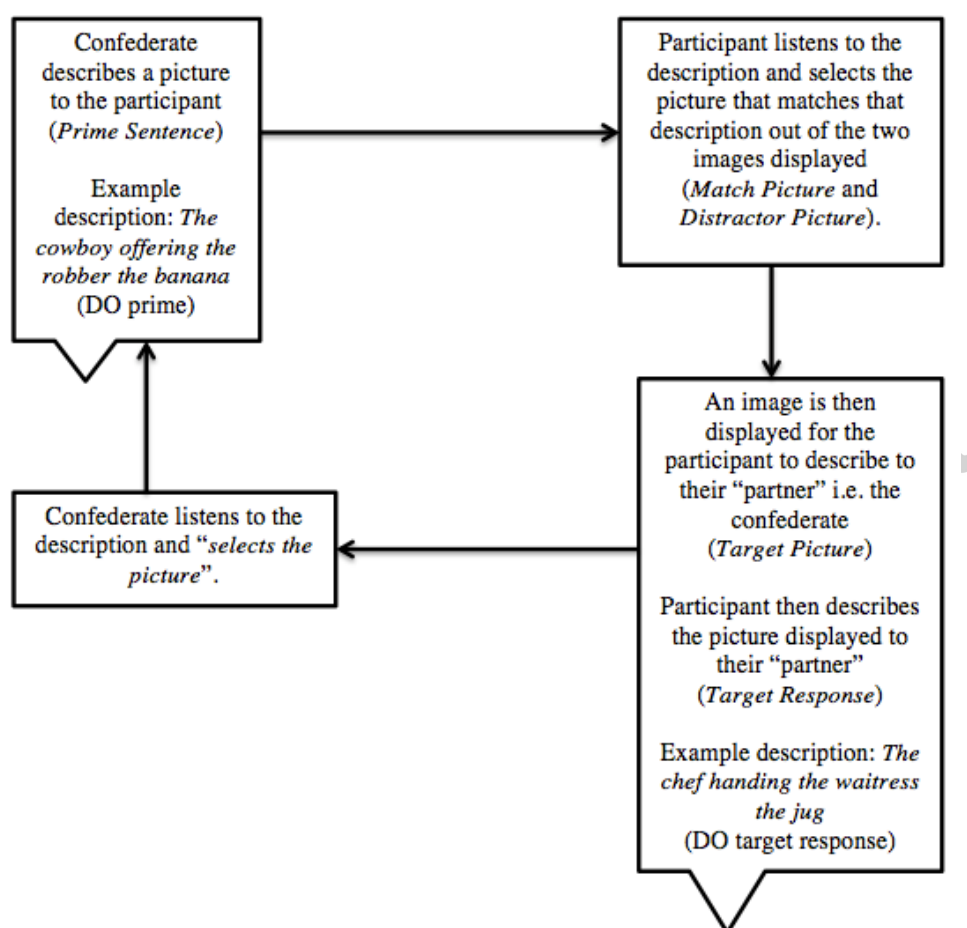 Confederate
describes a picture
to the participant
(Prime Sentence)
Example
description: The
cowboy offering the
robber the banana
(DO prime)
Participant listens to the
description and selects the
picture that matches that
description out of the two
images displayed
(Match Picture and
Distractor Picture).
An image is then
displayed for the
participant to describe to
their “partner” i.e. the
confederate
(Target Picture)
Participant then describes
the picture displayed to
their “partner”
(Target Response)
Example description: The
chef handing the waitress
the jug
(DO target response)
Confederate listens to the
description and “selects the
picture”.